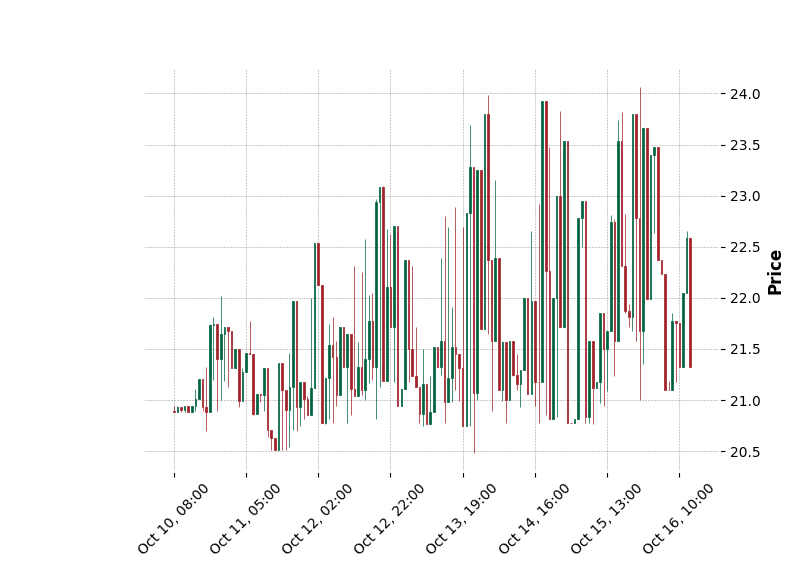 24.0
23.5
23.0
22.5
22.0
21.5
21.0
20.5
Price
Oct 10, 08:00
Oct 11, 05:00
Oct 12, 02:00
Oct 12, 22:00
Oct 13, 19:00
Oct 14, 16:00
Oct 15, 13:00
Oct 16, 10:00